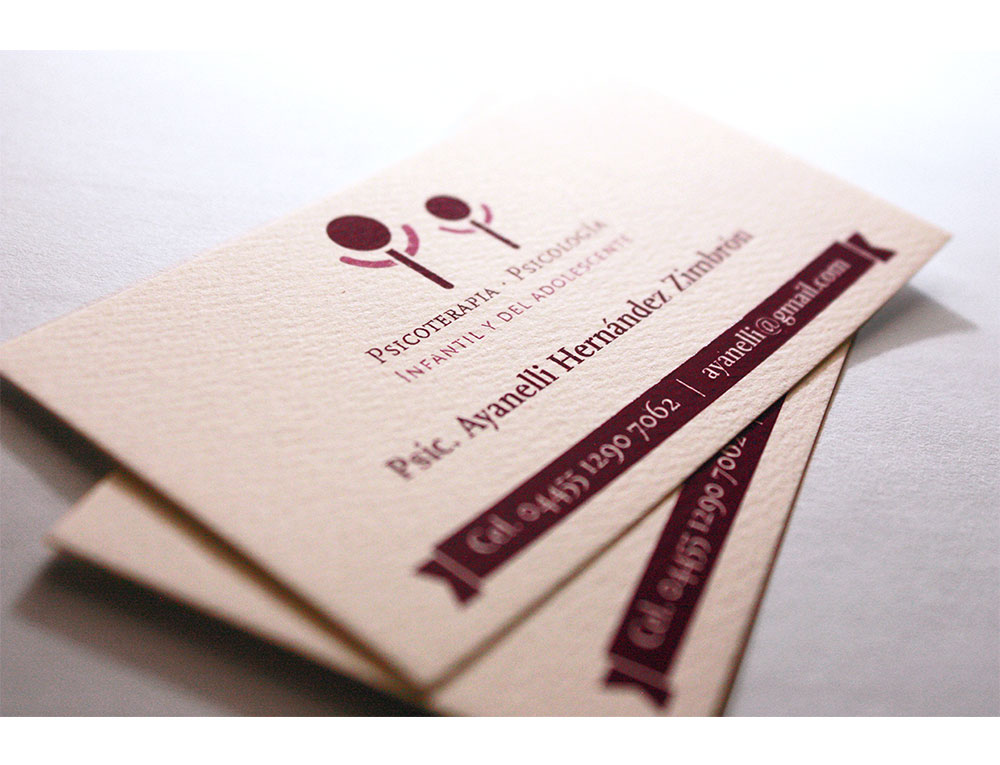 Psicoterapia · Psicología
Infantil y del adolescente
Psic. Ayanelli Hernández Zimbrón
Cel. 04455 1290 7062 | ayanelli@gmail.com
Cel. 04455 1290 7062